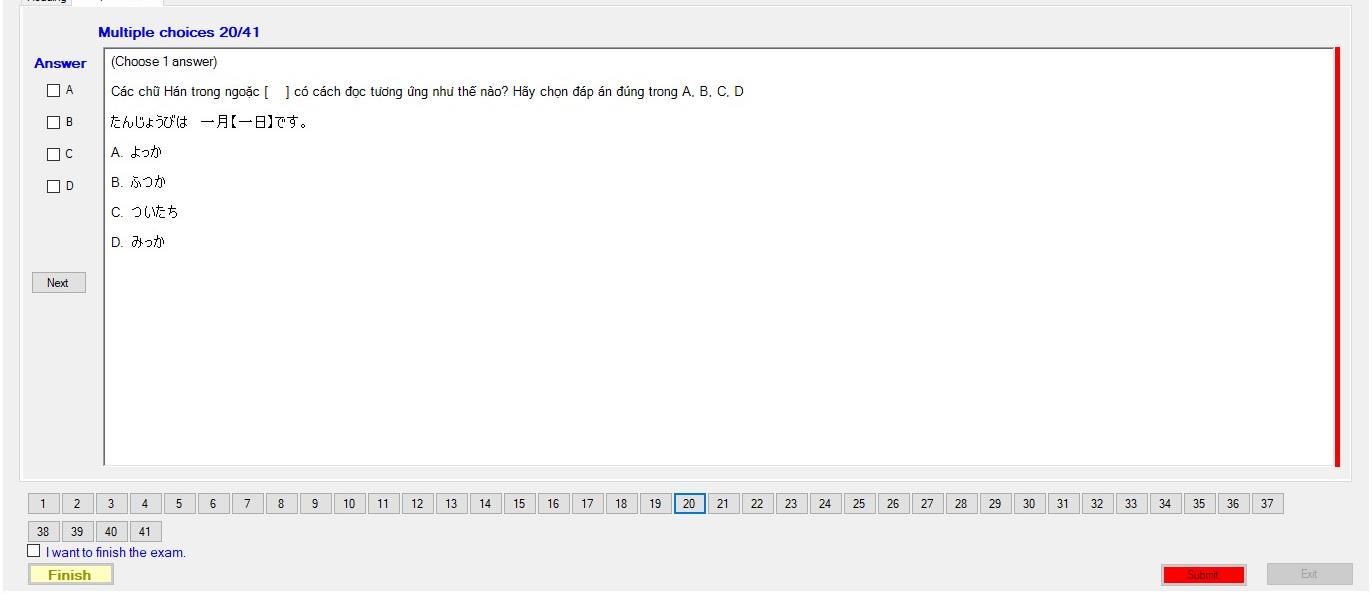 Multiple choices 20/41
Answer
(Choose 1 answer)
A
Các chữ Hán trong ngoặc [ ] có cách đọc tương ứng như thế nào? Hãy chọn đáp án đúng trong A, B, C, D
B
たんじょうびは　一月【一日】です。
C
A. よっか
D
B. ふつか
C. ついたち
D. みっか
Next
1 2 3 4 5 6 7 8 9 10 11 12 13 14 15 16 17 18 19 20 21 22 23 24 25 26 27 28 29 30 31 32 33 34 35 36 37
38 39 40 41
I want to finish the exam.
Finish
Submit
Exit